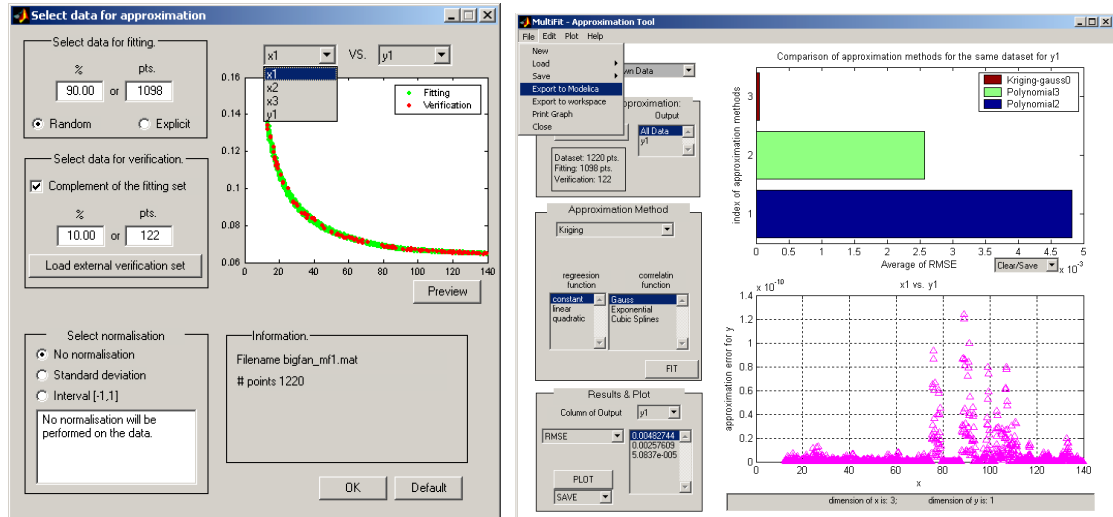 Select data for approximation
Select data for fitting.
% pts.
90.00 or 1098
Random Explicit
Select data for verification.
Complement of the fitting set
% pts.
10.00 or 122
Load external verification set
x1 VS. y1
x1
x2
x3
y1
Fitting
Verification
0.16
0.14
0.12
0.1
0.08
0.06
0 20 40 60 80 100 120 140
Preview
Select normalisation
No normalisation
Standard deviation
Interval [-1,1]
No normalisation will be
performed on the data.
Information.
Filename bigfan_mf1.mat
# points 1220
OK Default
MultiFit - Approximation Tool
File Edit Plot Help
New
Load
Save
Export to Modelica
Export to workspace
Print Graph
Close
wn Data
pproximation:
Output
All Data
y1
Dataset: 1220 pts.
Fitting: 1098 pts.
Verification: 122
Approximation Method
Kriging
regreesion
function
correlatin
function
constant
linear
quadratic
Gauss
Exponential
Cubic Splines
FIT
Results & Plot
Column of Output y1
RMSE
0.00482744
0.00257609
5.0837e-005
PLOT
SAVE
Comparison of approximation methods for the same dataset for y1
Kriging-gauss0
Polynomial3
Polynomial2
index of approximation methods
3
2
1
0 0.5 1 1.5 2 2.5 3 3.5 4 4.5 5
Average of RMSE
Clear/Save
x 10⁻³
x1 vs. y1
x 10⁻¹⁰
approximation error for y
1.4
1.2
1
0.8
0.6
0.4
0.2
0
0 20 40 60 80 100 120 140
x
dimension of x is: 3; dimension of y is: 1